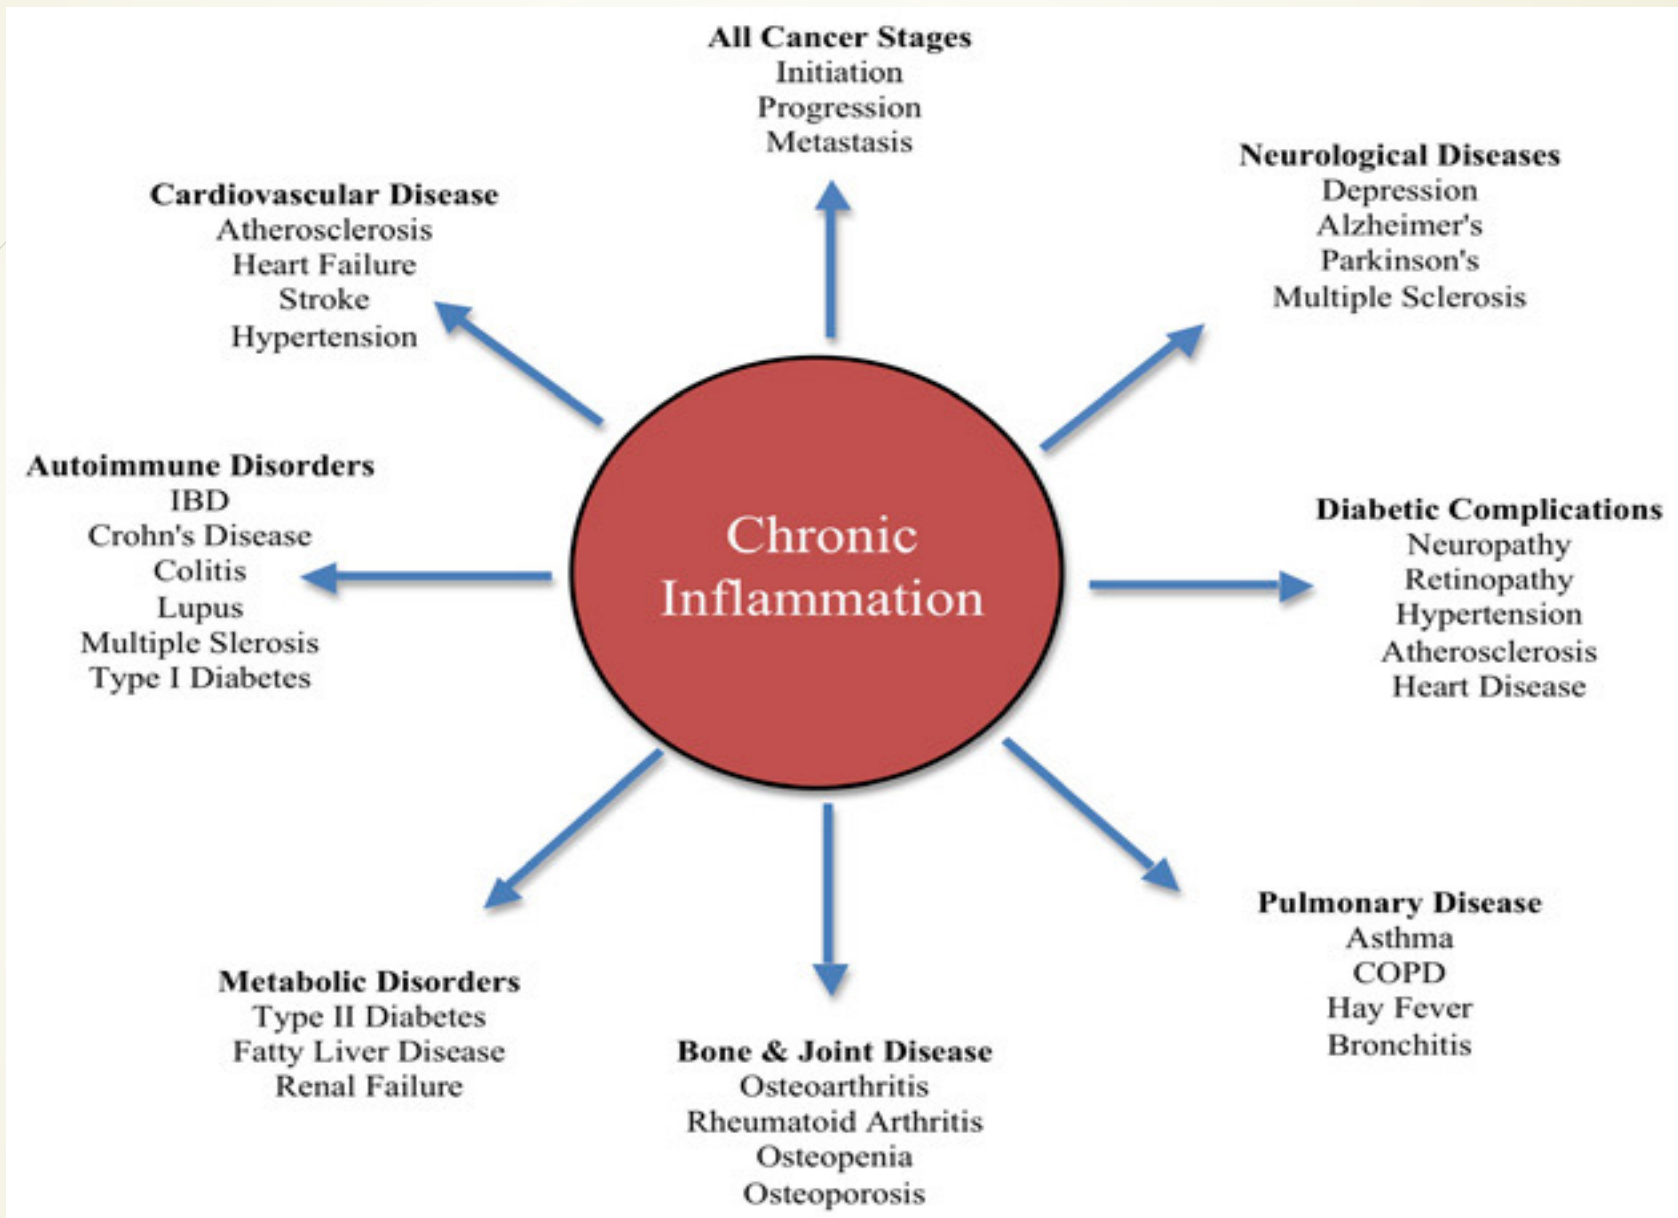 All Cancer Stages
Initiation
Progression
Metastasis
Neurological Diseases
Depression
Alzheimer's
Parkinson's
Multiple Sclerosis
Cardiovascular Disease
Atherosclerosis
Heart Failure
Stroke
Hypertension
Autoimmune Disorders
IBD
Crohn's Disease
Colitis
Lupus
Multiple Slerosis
Type I Diabetes
Chronic
Inflammation
Diabetic Complications
Neuropathy
Retinopathy
Hypertension
Atherosclerosis
Heart Disease
Pulmonary Disease
Asthma
COPD
Hay Fever
Bronchitis
Metabolic Disorders
Type II Diabetes
Fatty Liver Disease
Renal Failure
Bone & Joint Disease
Osteoarthritis
Rheumatoid Arthritis
Osteopenia
Osteoporosis